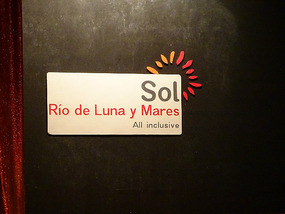 Sol
Río de Luna y Mares
All inclusive